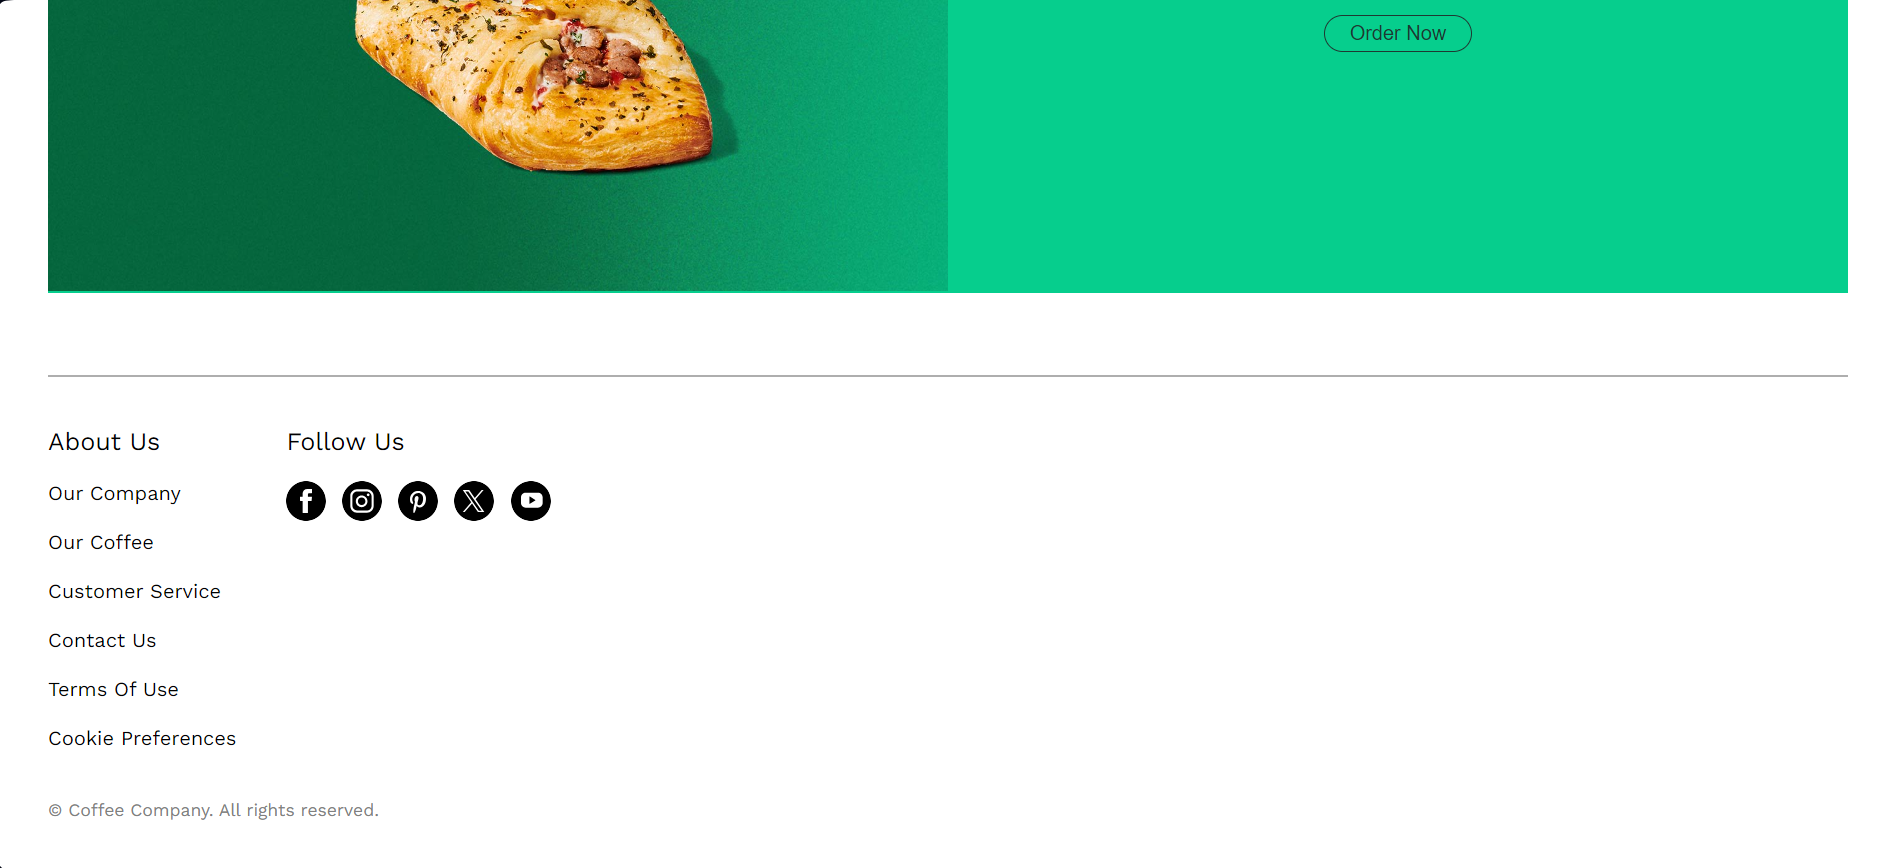 Order Now
About Us
Our Company
Our Coffee
Customer Service
Contact Us
Terms Of Use
Cookie Preferences
Follow Us
© Coffee Company. All rights reserved.